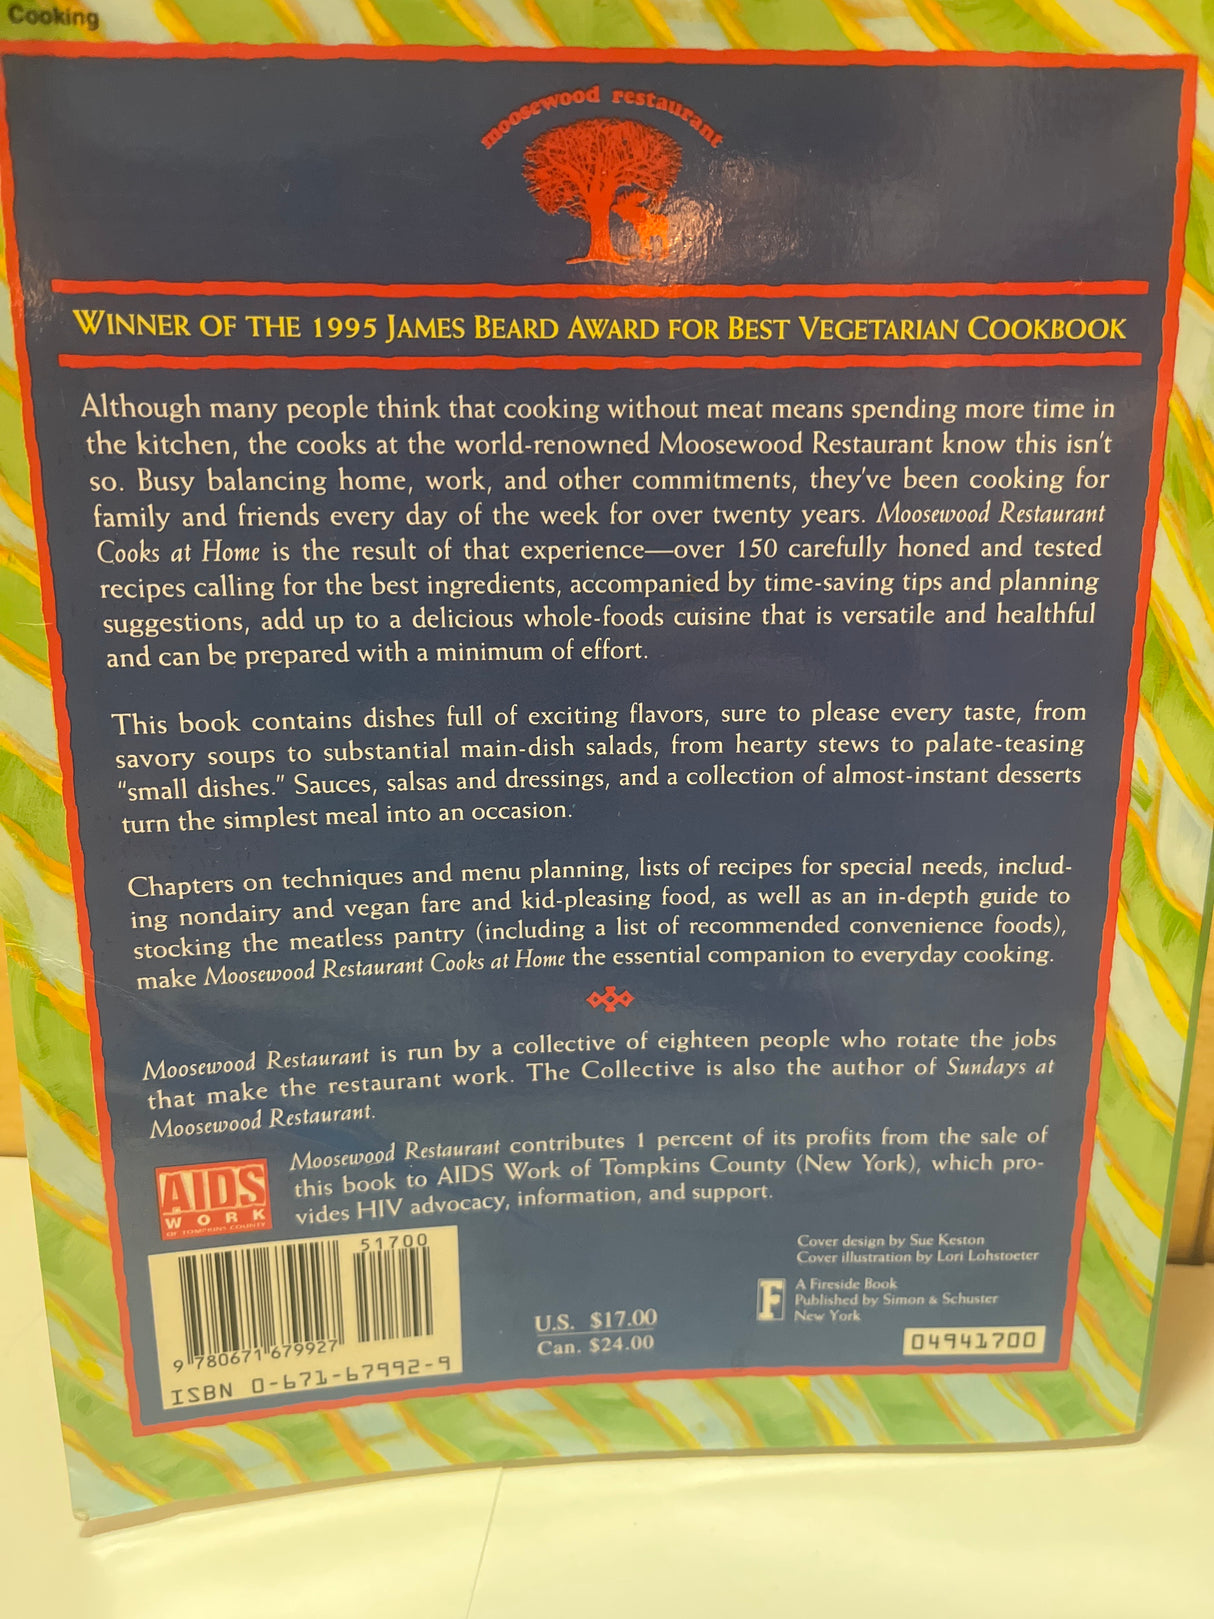 Cooking
moosewood restaurant
WINNER OF THE 1995 JAMES BEARD AWARD FOR BEST VEGETARIAN COOKBOOK
Although many people think that cooking without meat means spending more time in
the kitchen, the cooks at the world-renowned Moosewood Restaurant know this isn't
so. Busy balancing home, work, and other commitments, they've been cooking for
family and friends every day of the week for over twenty years. Moosewood Restaurant
Cooks at Home is the result of that experience—over 150 carefully honed and tested
recipes calling for the best ingredients, accompanied by time-saving tips and planning
suggestions, add up to a delicious whole-foods cuisine that is versatile and healthful
and can be prepared with a minimum of effort.
This book contains dishes full of exciting flavors, sure to please every taste, from
savory soups to substantial main-dish salads, from hearty stews to palate-teasing
"small dishes." Sauces, salsas and dressings, and a collection of almost-instant desserts
turn the simplest meal into an occasion.
Chapters on techniques and menu planning, lists of recipes for special needs, includ-
ing nondairy and vegan fare and kid-pleasing food, as well as an in-depth guide to
stocking the meatless pantry (including a list of recommended convenience foods),
make Moosewood Restaurant Cooks at Home the essential companion to everyday cooking.
Moosewood Restaurant is run by a collective of eighteen people who rotate the jobs
that make the restaurant work. The Collective is also the author of Sundays at
Moosewood Restaurant.
Moosewood Restaurant contributes 1 percent of its profits from the sale of
this book to AIDS Work of Tompkins County (New York), which pro-
vides HIV advocacy, information, and support.
AIDS
WORK
OF TOMPKINS COUNTY
51700
9 780671 679927
ISBN 0-671-67992-9
U.S. $17.00
Can. $24.00
Cover design by Sue Keston
Cover illustration by Lori Lohstoeter
F
A Fireside Book
Published by Simon & Schuster
New York
04941700